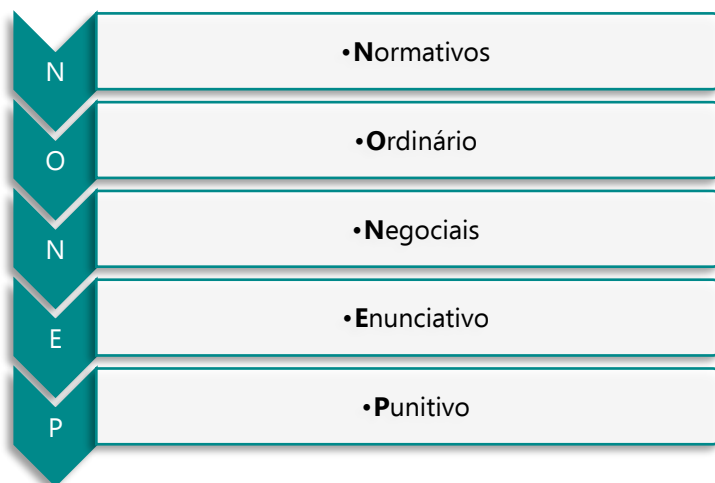 N
•Normativos
O
•Ordinário
N
•Negociais
E
•Enunciativo
P
•Punitivo